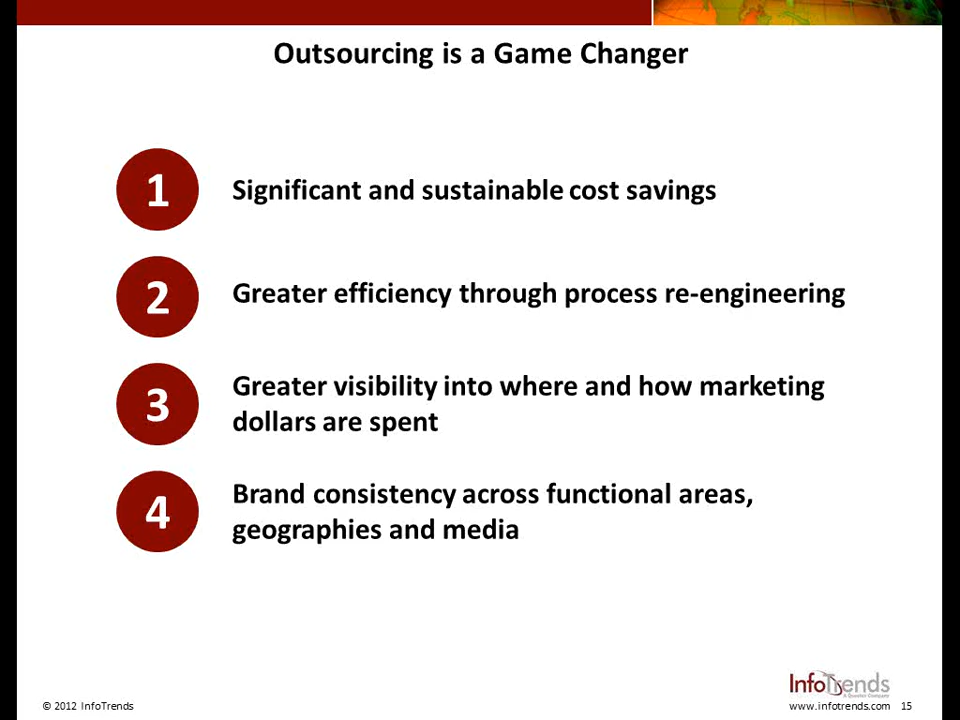 Outsourcing is a Game Changer
1
Significant and sustainable cost savings
2
Greater efficiency through process re-engineering
3
Greater visibility into where and how marketing
dollars are spent
4
Brand consistency across functional areas,
geographies and media
InfoTrends
A Questex Company
© 2012 InfoTrends
www.infotrends.com 15